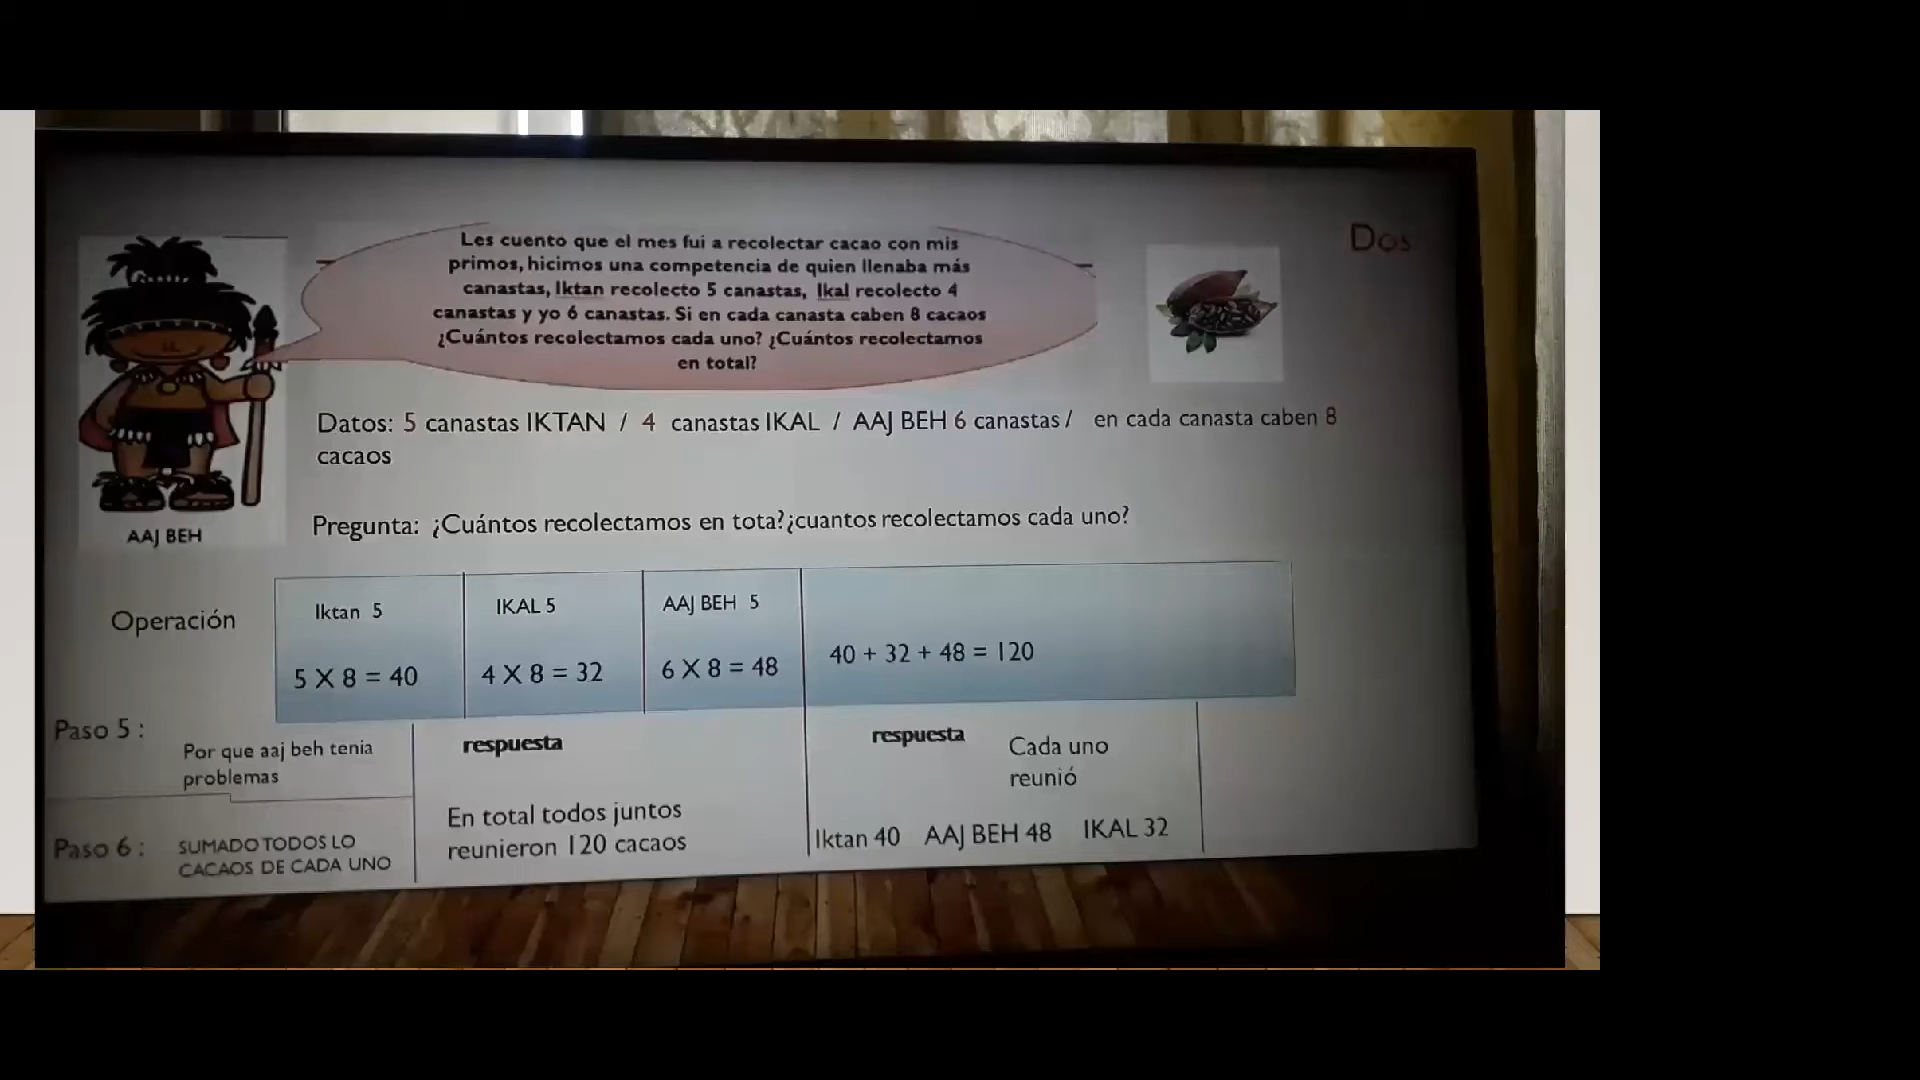 Dos
Les cuento que el mes fui a recolectar cacao con mis
primos, hicimos una competencia de quien llenaba más
canastas, Iktan recolecto 5 canastas, Ikal recolecto 4
canastas y yo 6 canastas. Si en cada canasta caben 8 cacaos
¿Cuántos recolectamos cada uno? ¿Cuántos recolectamos
en total?
AAJ BEH
Datos: 5 canastas IKTAN / 4 canastas IKAL / AAJ BEH 6 canastas / en cada canasta caben 8
cacaos
Pregunta: ¿Cuántos recolectamos en tota?¿cuantos recolectamos cada uno?
Operación
Iktan 5
5 X 8 = 40
IKAL 5
4 X 8 = 32
AAJ BEH 5
6 X 8 = 48
40 + 32 + 48 = 120
Paso 5 :
Por que aaj beh tenia
problemas
Paso 6 :
SUMADO TODOS LO
CACAOS DE CADA UNO
respuesta
En total todos juntos
reunieron 120 cacaos
respuesta
Cada uno
reunió
Iktan 40 AAJ BEH 48 IKAL 32